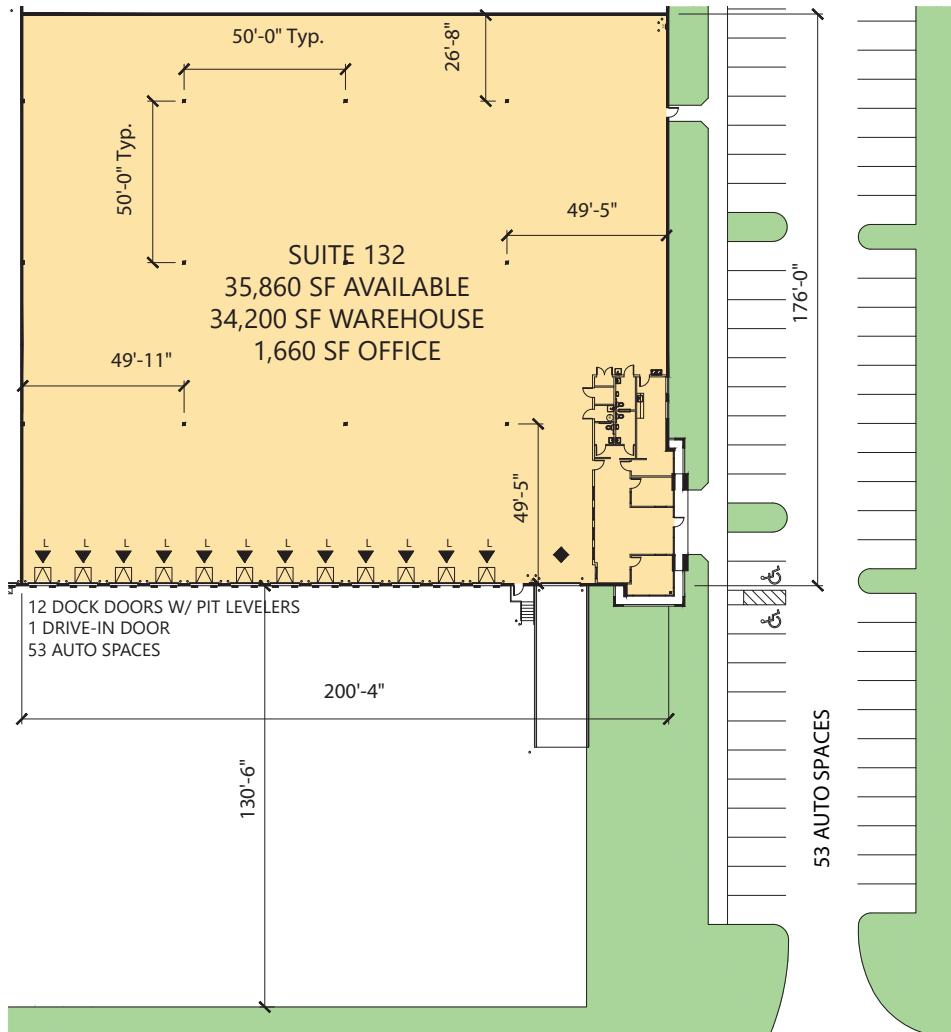 50'-0" Typ.
26'-8"
50'-0" Typ.
49'-5"
SUITE 132
35,860 SF AVAILABLE
34,200 SF WAREHOUSE
1,660 SF OFFICE
176'-0"
49'-11"
49'-5"
L L L L L L L L L L L L
12 DOCK DOORS W/ PIT LEVELERS
1 DRIVE-IN DOOR
53 AUTO SPACES
200'-4"
130'-6"
53 AUTO SPACES